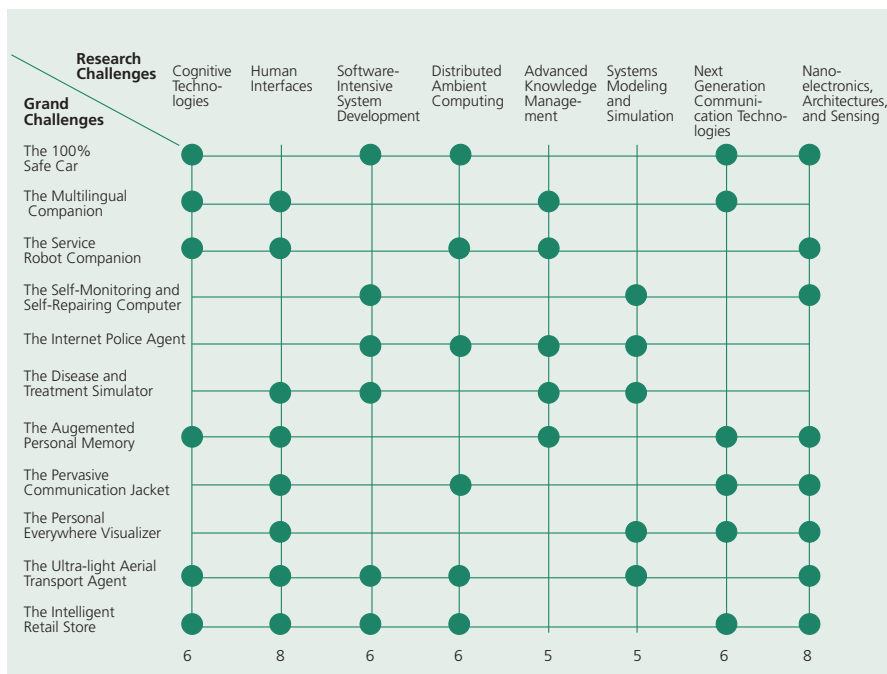 Research
Challenges
Cognitive
Techno-
logies
Human
Interfaces
Software-
Intensive
System
Development
Distributed
Ambient
Computing
Advanced
Knowledge
Manage-
ment
Systems
Modeling
and
Simulation
Next
Generation
Communi-
cation Techno-
logies
Nano-
electronics,
Architectures,
and Sensing
Grand
Challenges
The 100%
Safe Car
The Multilingual
Companion
The Service
Robot Companion
The Self-Monitoring and
Self-Repairing Computer
The Internet Police Agent
The Disease and
Treatment Simulator
The Augemented
Personal Memory
The Pervasive
Communication Jacket
The Personal
Everywhere Visualizer
The Ultra-light Aerial
Transport Agent
The Intelligent
Retail Store
6 8 6 6 5 5 6 8